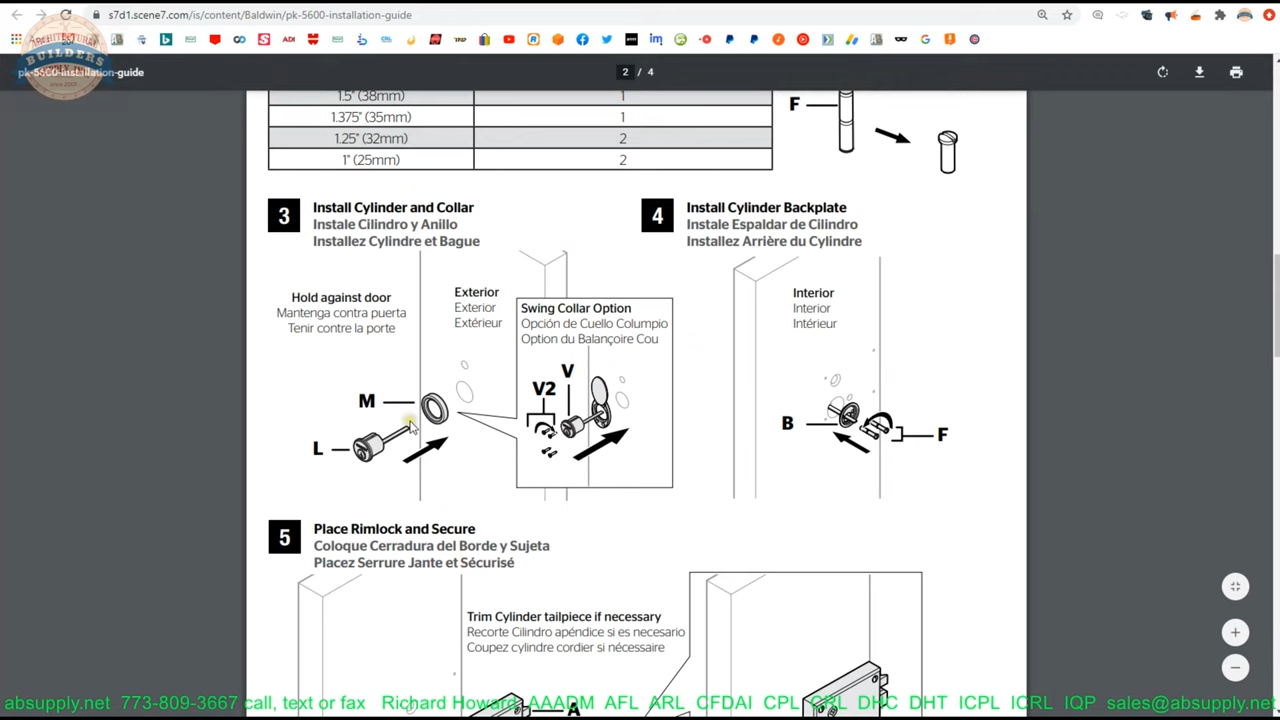 s7d1.scene7.com/is/content/Baldwin/pk-5600-installation-guide
ARCHITECTURAL
BUILDERS
SUPPLY, INC.
pk-5600-installation-guide
2 / 4
1.5" (38mm) 1
1.375" (35mm) 1
1.25" (32mm) 2
1" (25mm) 2
F
3
Install Cylinder and Collar
Instale Cilindro y Anillo
Installez Cylindre et Bague
Hold against door
Mantenga contra puerta
Tenir contre la porte
Exterior
Exterior
Extérieur
Swing Collar Option
Opción de Cuello Columpio
Option du Balançoire Cou
V
V2
M
L
4
Install Cylinder Backplate
Instale Espaldar de Cilindro
Installez Arrière du Cylindre
Interior
Interior
Intérieur
B
F
5
Place Rimlock and Secure
Coloque Cerradura del Borde y Sujeta
Placez Serrure Jante et Sécurisé
Trim Cylinder tailpiece if necessary
Recorte Cilindro apéndice si es necesario
Coupez cylindre cordier si nécessaire
A
absupply.net 773-809-3667 call, text or fax Richard Howard, AAADM AFL ARL CFDAI CPL CRL DHC DHT ICPL ICRL IQP sales@absupply.net